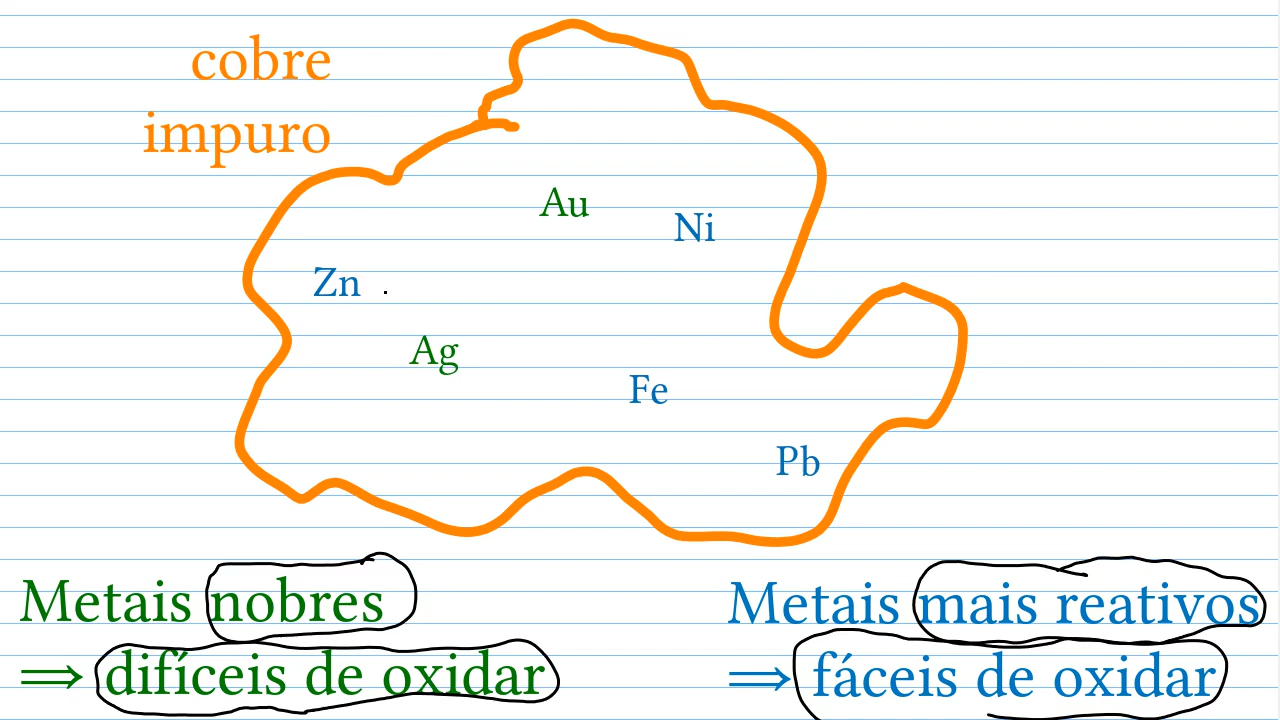 cobre
impuro
Au
Ni
Zn
Ag
Fe
Pb
Metais nobres
⟹ difíceis de oxidar
Metais mais reativos
⟹ fáceis de oxidar